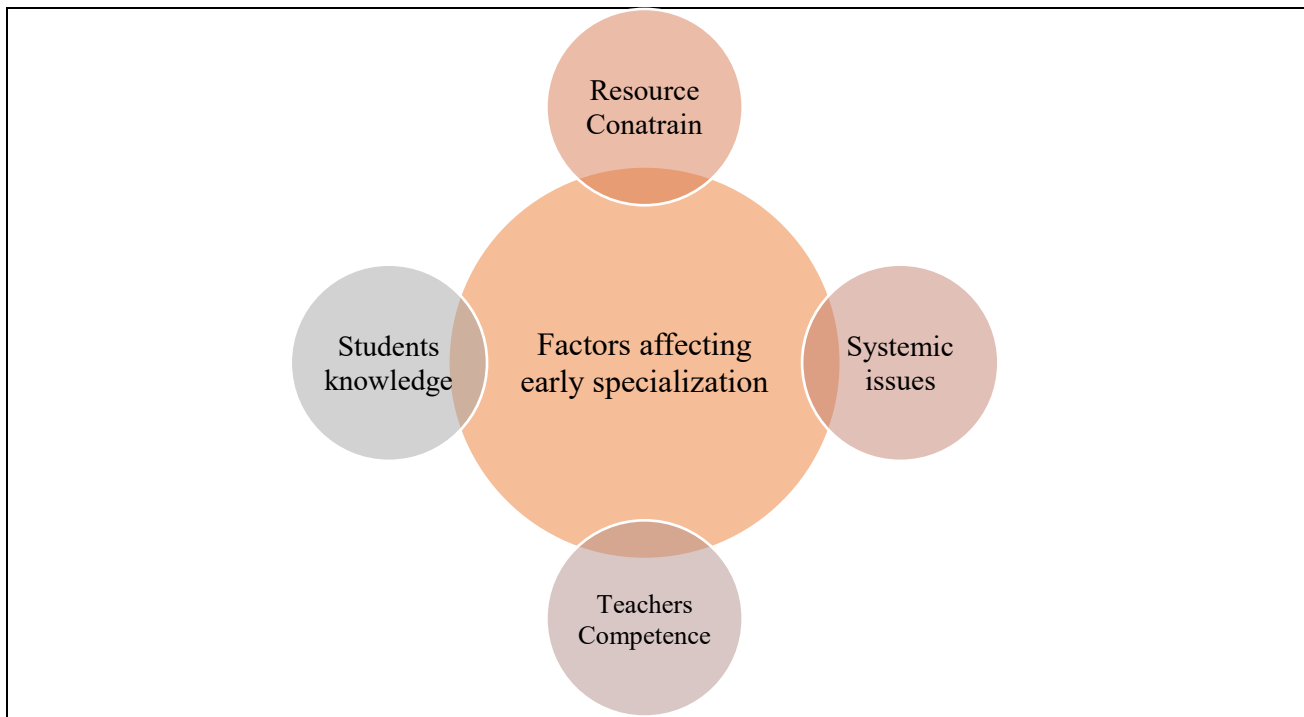 Resource
Conatrain
Students
knowledge
Factors affecting
early specialization
Systemic
issues
Teachers
Competence